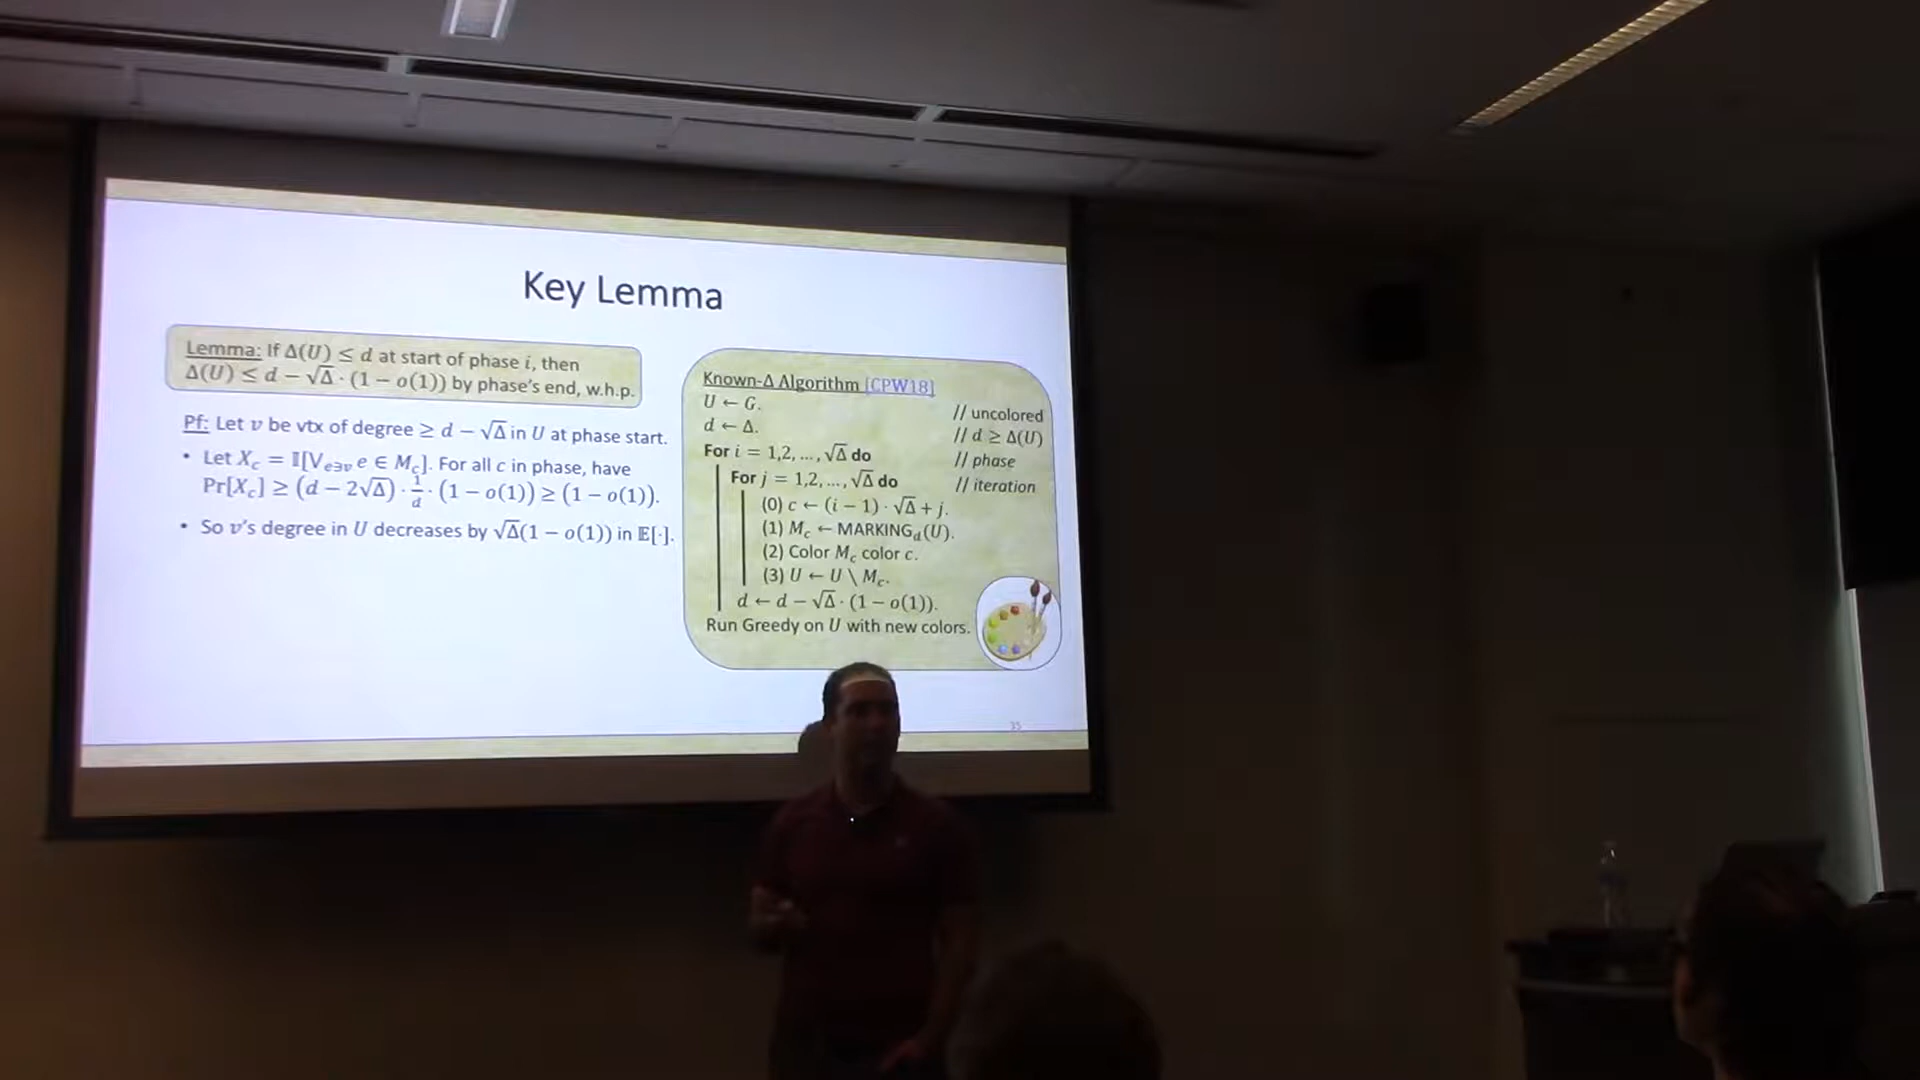 Key Lemma
Lemma: If Δ(U) ≤ d at start of phase i, then
Δ(U) ≤ d − √Δ · (1 − o(1)) by phase's end, w.h.p.
Pf: Let v be vtx of degree ≥ d − √Δ in U at phase start.
• Let X_c = 𝕀[V_{e∋v} e ∈ M_c]. For all c in phase, have
Pr[X_c] ≥ (d − 2√Δ) · 1/d · (1 − o(1)) ≥ (1 − o(1)).
• So v's degree in U decreases by √Δ(1 − o(1)) in 𝔼[·].
Known-Δ Algorithm [CPW18]
U ← G. // uncolored
d ← Δ. // d ≥ Δ(U)
For i = 1,2, ..., √Δ do // phase
For j = 1,2, ..., √Δ do // iteration
(0) c ← (i − 1) · √Δ + j.
(1) M_c ← MARKING_d(U).
(2) Color M_c color c.
(3) U ← U \ M_c.
d ← d − √Δ · (1 − o(1)).
Run Greedy on U with new colors.
35